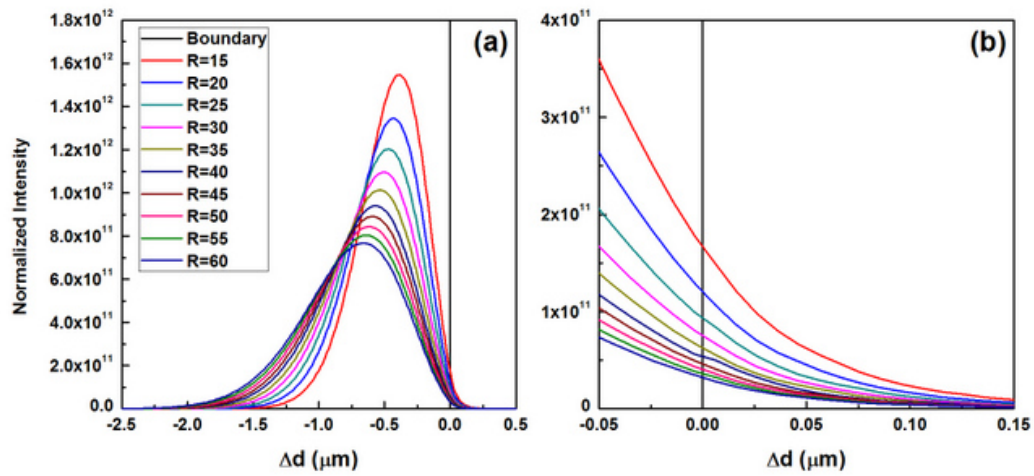 1.8x10¹²
1.6x10¹²
1.4x10¹²
1.2x10¹²
1.0x10¹²
8.0x10¹¹
6.0x10¹¹
4.0x10¹¹
2.0x10¹¹
0.0
Normalized Intensity
Boundary
R=15
R=20
R=25
R=30
R=35
R=40
R=45
R=50
R=55
R=60
(a)
-2.5 -2.0 -1.5 -1.0 -0.5 0.0 0.5
Δd (μm)
4x10¹¹
3x10¹¹
2x10¹¹
1x10¹¹
0
(b)
-0.05 0.00 0.05 0.10 0.15
Δd (μm)